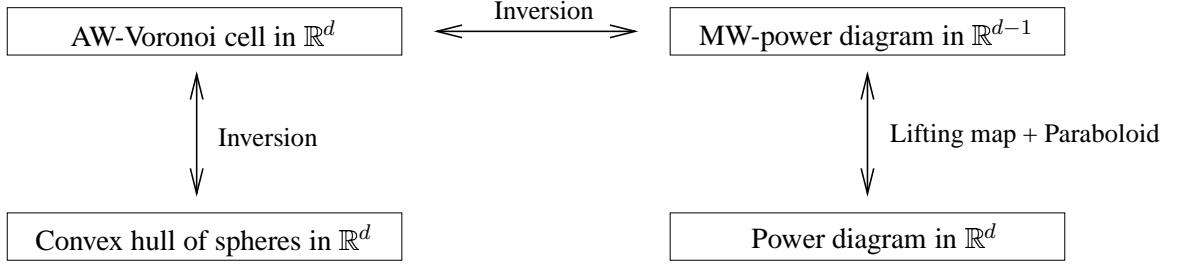 Inversion
AW-Voronoi cell in ℝ^d
MW-power diagram in ℝ^{d−1}
Inversion
Lifting map + Paraboloid
Convex hull of spheres in ℝ^d
Power diagram in ℝ^d